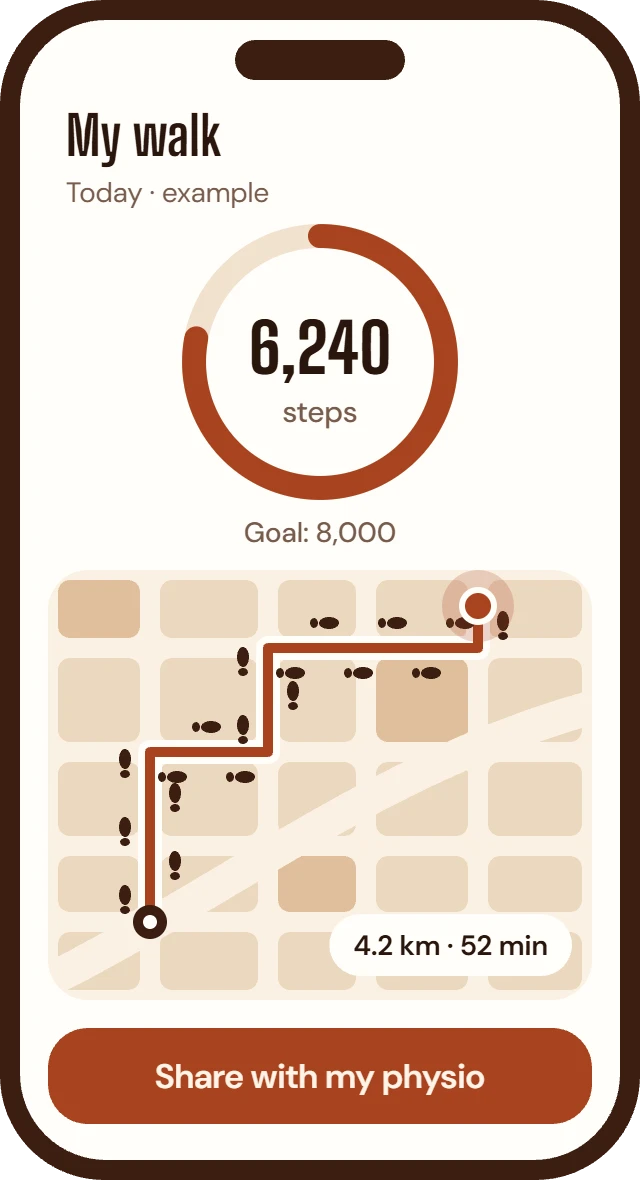 My walk
Today · example
6,240
steps
Goal: 8,000
4.2 km · 52 min
Share with my physio